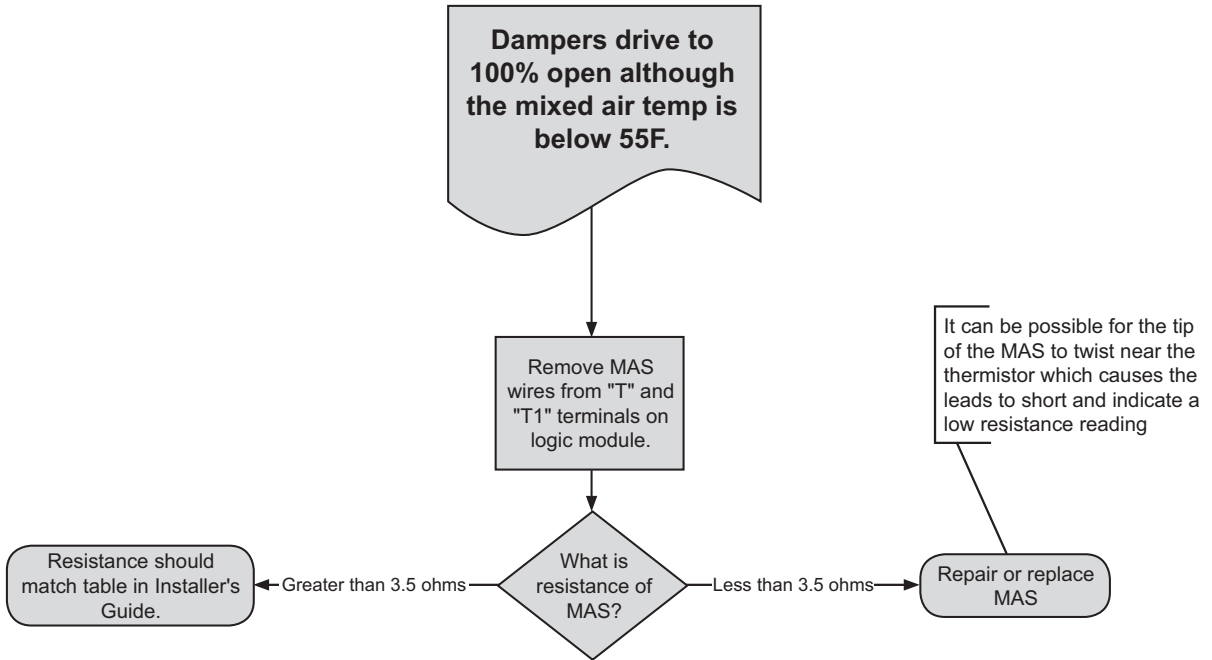 Dampers drive to
100% open although
the mixed air temp is
below 55F.
Remove MAS
wires from "T" and
"T1" terminals on
logic module.
What is
resistance of
MAS?
Greater than 3.5 ohms
Resistance should
match table in Installer's
Guide.
Less than 3.5 ohms
Repair or replace
MAS
It can be possible for the tip
of the MAS to twist near the
thermistor which causes the
leads to short and indicate a
low resistance reading